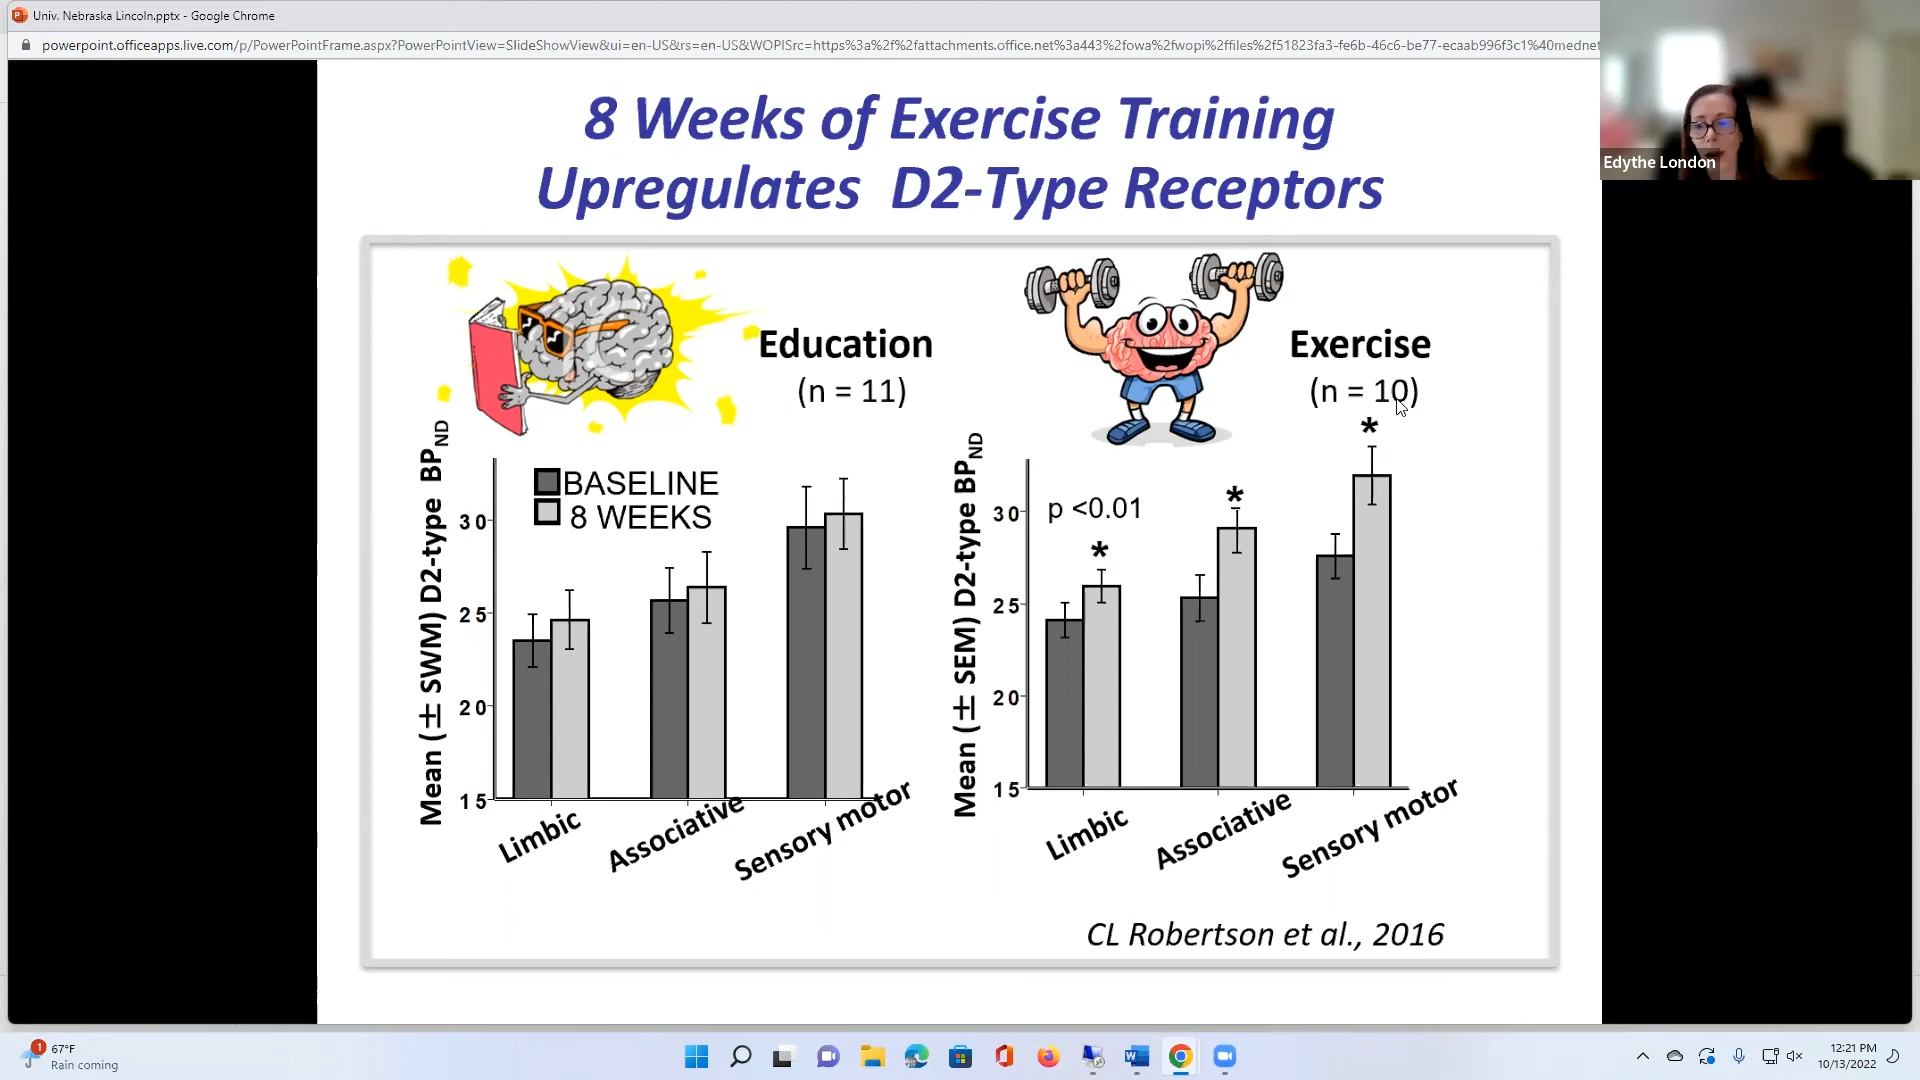 Univ. Nebraska Lincoln.pptx - Google Chrome
powerpoint.officeapps.live.com/p/PowerPointFrame.aspx?PowerPointView=SlideShowView&ui=en-US&rs=en-US&WOPISrc=https%3a%2f%2fattachments.office.net%3a443%2fowa%2fwopi%2ffiles%2f51823fa3-fe6b-46c6-be77-ecaab996f3c1%40mednet
Edythe London
8 Weeks of Exercise Training
Upregulates D2-Type Receptors
Education
(n = 11)
Exercise
(n = 10)
Mean (± SWM) D2-type BPND
BASELINE
8 WEEKS
30
25
20
15
Limbic
Associative
Sensory motor
Mean (± SEM) D2-type BPND
p <0.01
*
*
*
30
25
20
15
Limbic
Associative
Sensory motor
CL Robertson et al., 2016
1
67°F
Rain coming
12:21 PM
10/13/2022